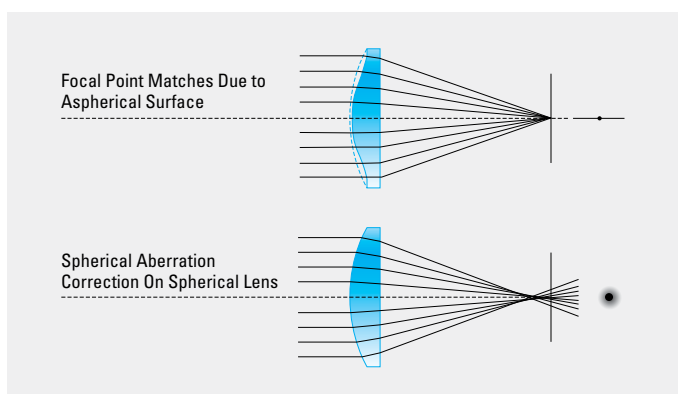 Focal Point Matches Due to
Aspherical Surface
Spherical Aberration
Correction On Spherical Lens